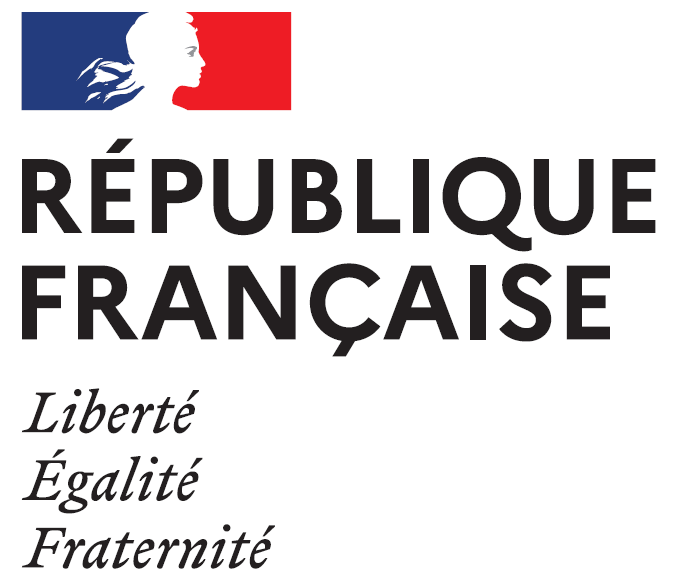 RÉPUBLIQUE
FRANÇAISE
Liberté
Égalité
Fraternité